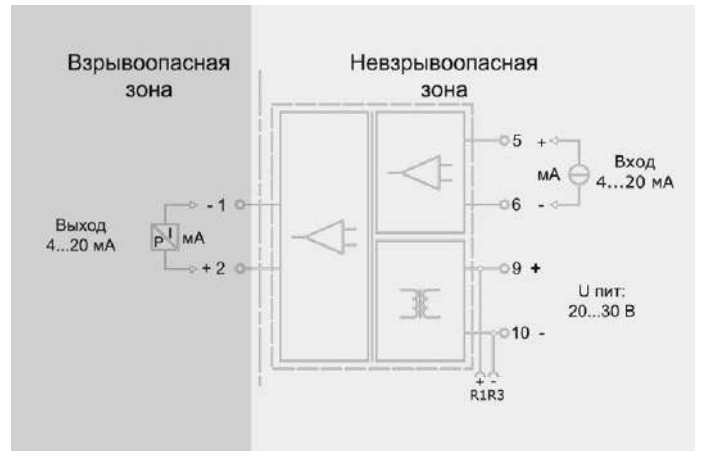 Взрывоопасная
зона
Невзрывоопасная
зона
5 +
Вход
мА
4...20 мА
6 -
- 1
Выход
4...20 мА
P I
мА
+ 2
9 +
U пит:
20...30 В
10 -
+ -
R1R3